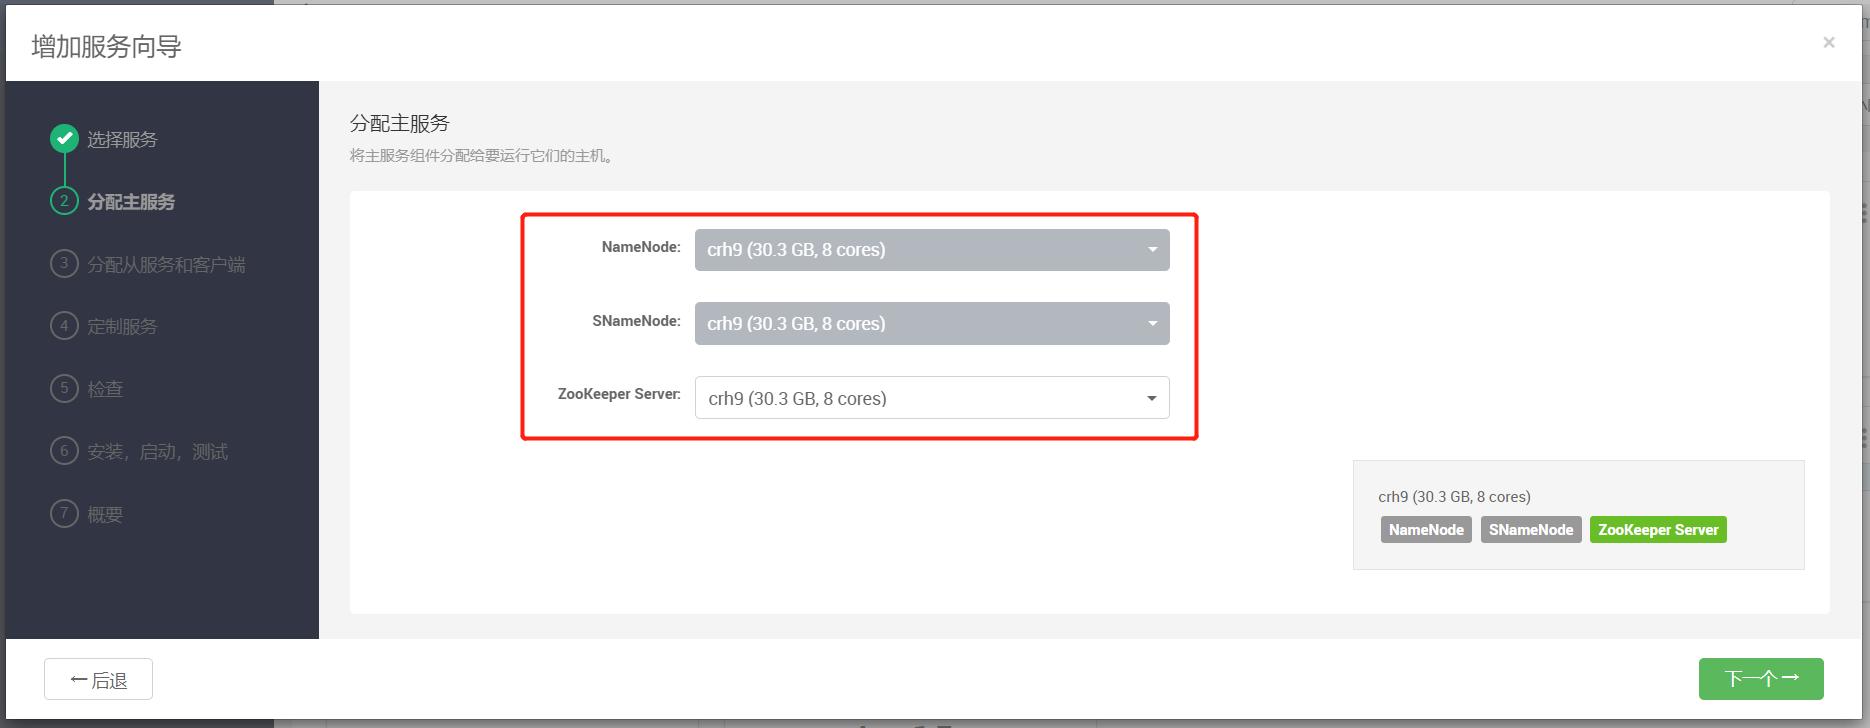 增加服务向导
×
选择服务
2 分配主服务
3 分配从服务和客户端
4 定制服务
5 检查
6 安装，启动，测试
7 概要
分配主服务
将主服务组件分配给要运行它们的主机。
NameNode: crh9 (30.3 GB, 8 cores)
SNameNode: crh9 (30.3 GB, 8 cores)
ZooKeeper Server: crh9 (30.3 GB, 8 cores)
crh9 (30.3 GB, 8 cores)
NameNode SNameNode ZooKeeper Server
←后退
下一个→